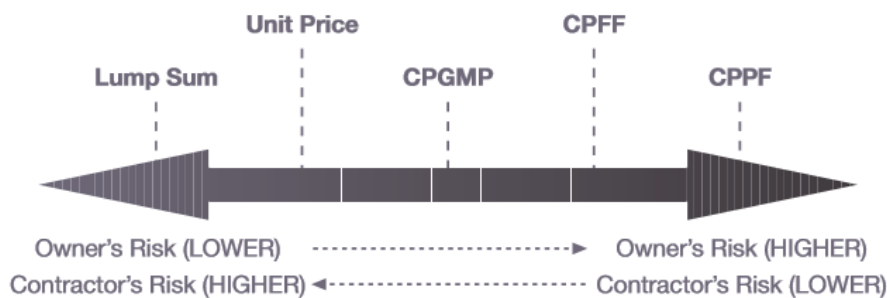 Unit Price
CPFF
Lump Sum
CPGMP
CPPF
Owner's Risk (LOWER)
Owner's Risk (HIGHER)
Contractor's Risk (HIGHER)
Contractor's Risk (LOWER)